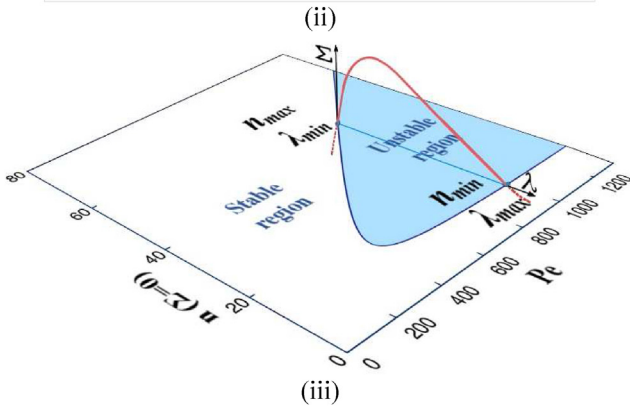 (ii)
Σ
n_max
λ_min
Unstable
region
Stable
region
n_min
λ_max
λ
80
60
40
20
0
n (Σ=0)
0
200
400
600
800
1000
1200
Pe
(iii)